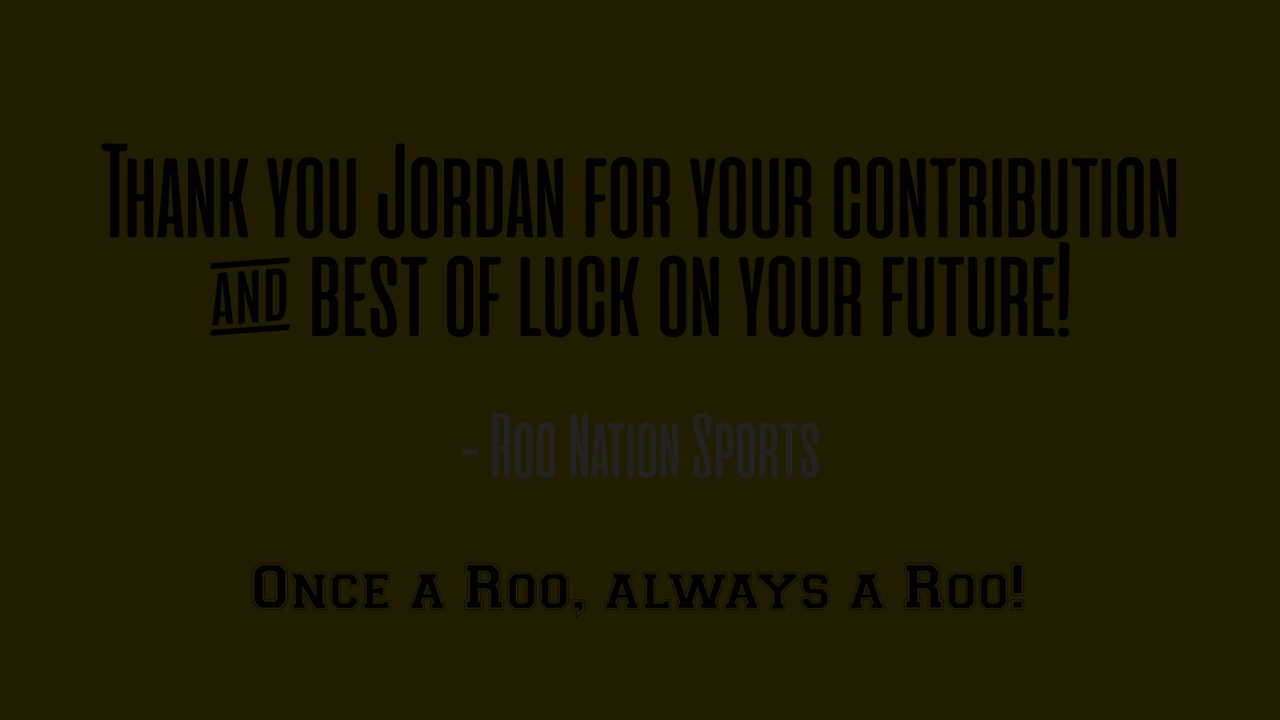 Thank you Jordan for your contribution
and best of luck on your future!
- Roo Nation Sports
Once a Roo, always a Roo!